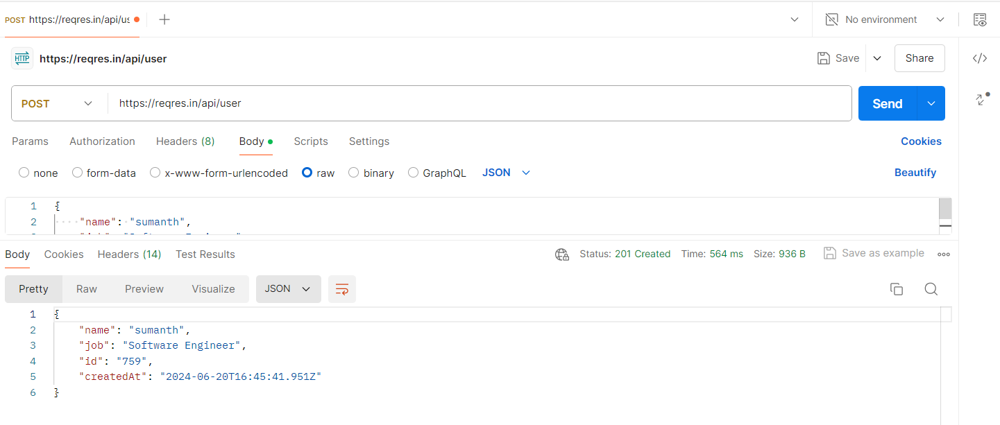 POST https://reqres.in/api/us
No environment
HTTP https://reqres.in/api/user
Save
Share
POST https://reqres.in/api/user
Send
Params Authorization Headers (8) Body Scripts Settings Cookies
none form-data x-www-form-urlencoded raw binary GraphQL JSON Beautify
1 {
2 "name": "sumanth",
Body Cookies Headers (14) Test Results Status: 201 Created Time: 564 ms Size: 936 B Save as example
Pretty Raw Preview Visualize JSON
1 {
2 "name": "sumanth",
3 "job": "Software Engineer",
4 "id": "759",
5 "createdAt": "2024-06-20T16:45:41.951Z"
6 }